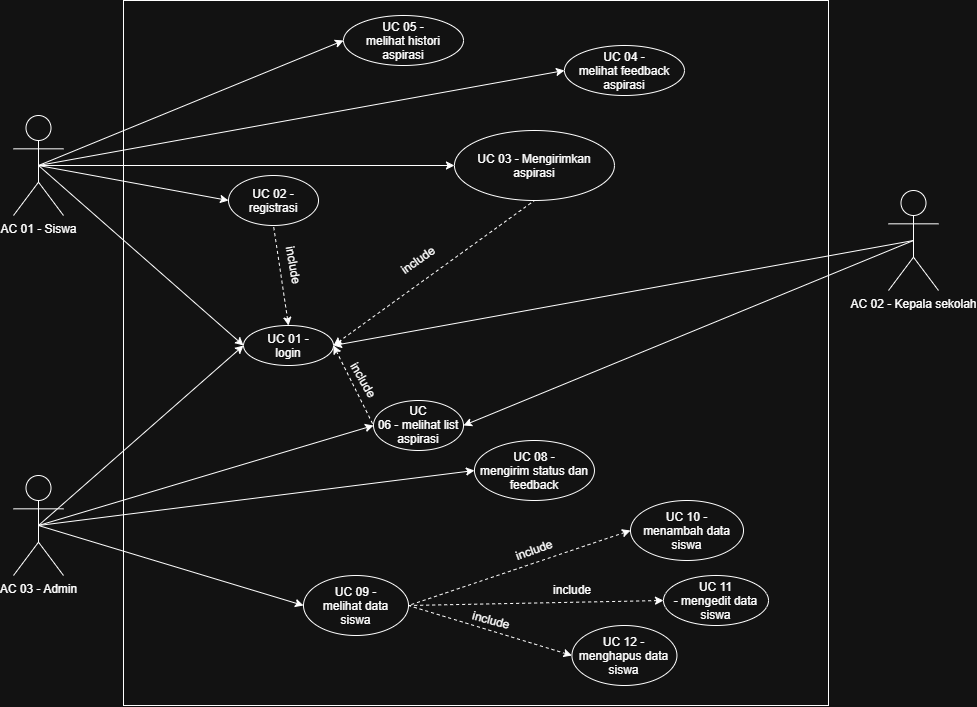 UC 05 -
melihat histori
aspirasi
UC 04 -
melihat feedback
aspirasi
UC 03 - Mengirimkan
aspirasi
UC 02 -
registrasi
AC 01 - Siswa
include
include
AC 02 - Kepala sekolah
UC 01 -
login
include
UC
06 - melihat list
aspirasi
UC 08 -
mengirim status dan
feedback
UC 10 -
menambah data
siswa
include
AC 03 - Admin
UC 09 -
melihat data
siswa
include
UC 11
- mengedit data
siswa
include
UC 12 -
menghapus data
siswa